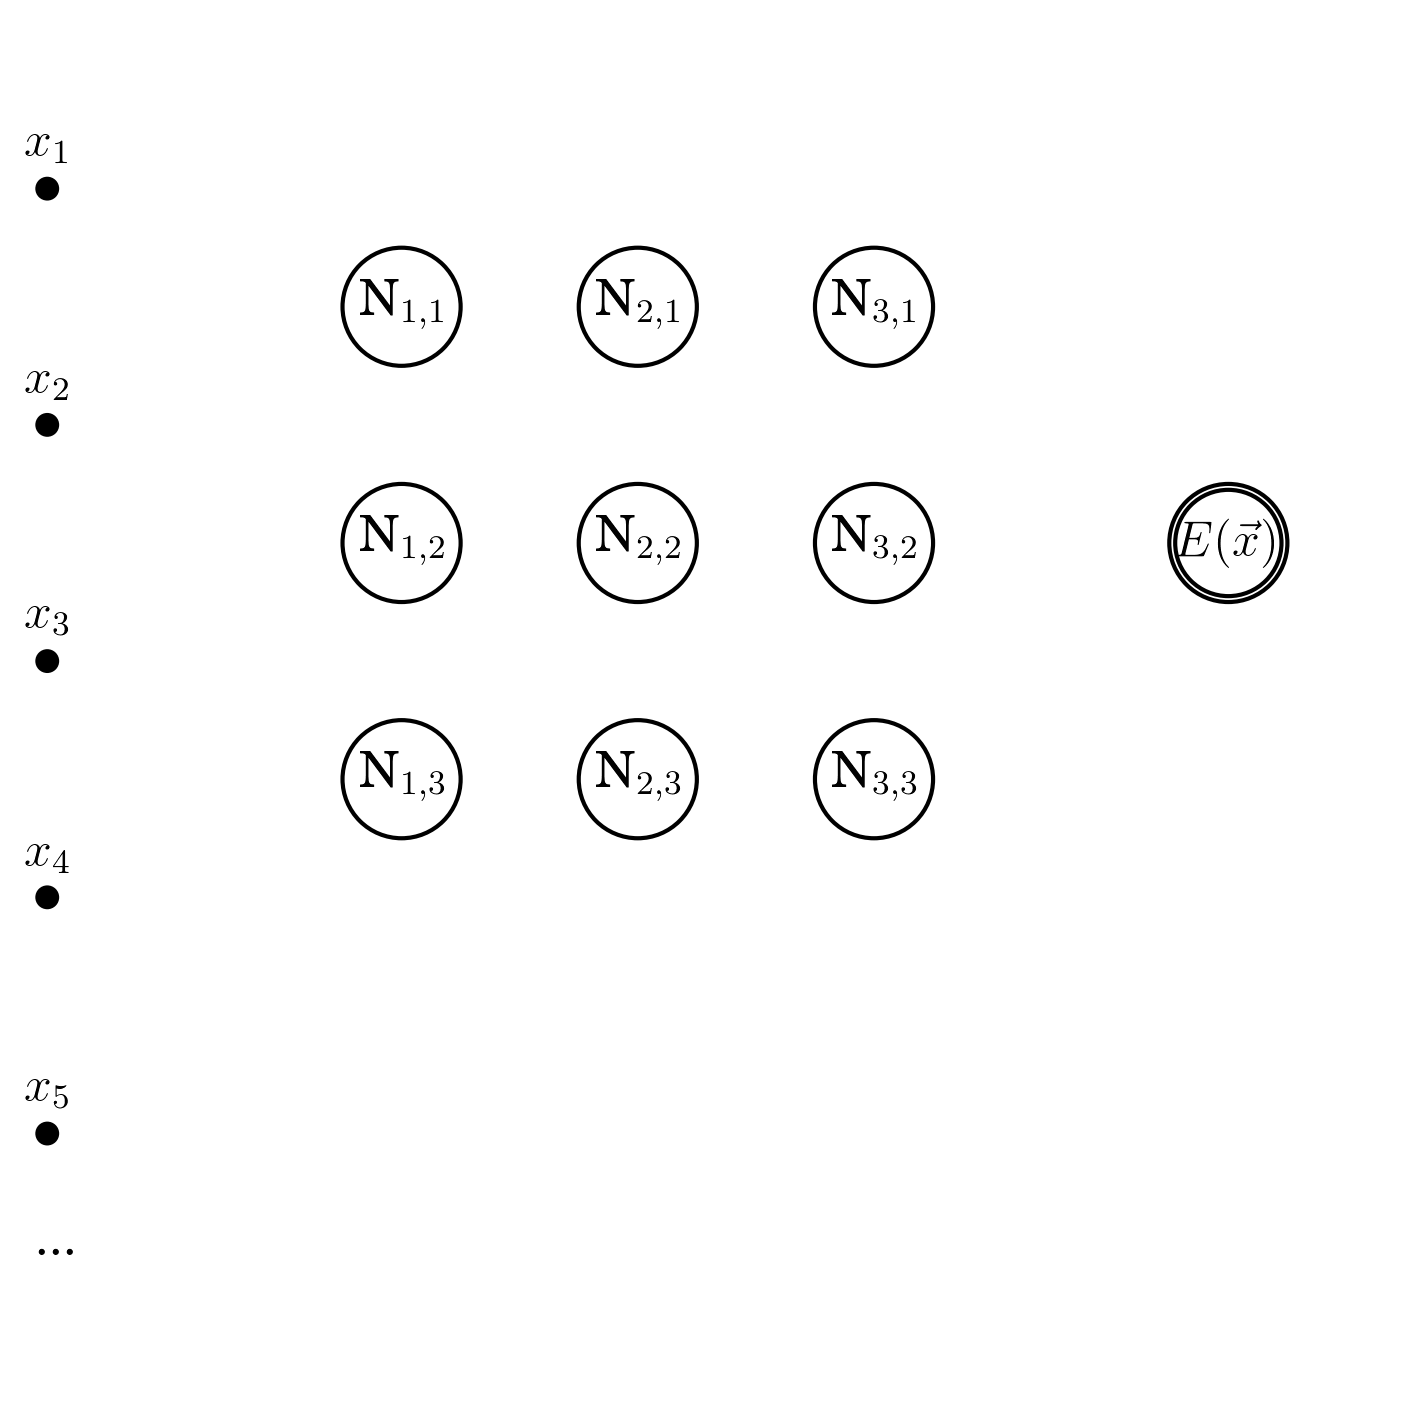 x₁
N₁,₁ N₂,₁ N₃,₁
x₂
N₁,₂ N₂,₂ N₃,₂ E(x⃗)
x₃
N₁,₃ N₂,₃ N₃,₃
x₄
x₅
...